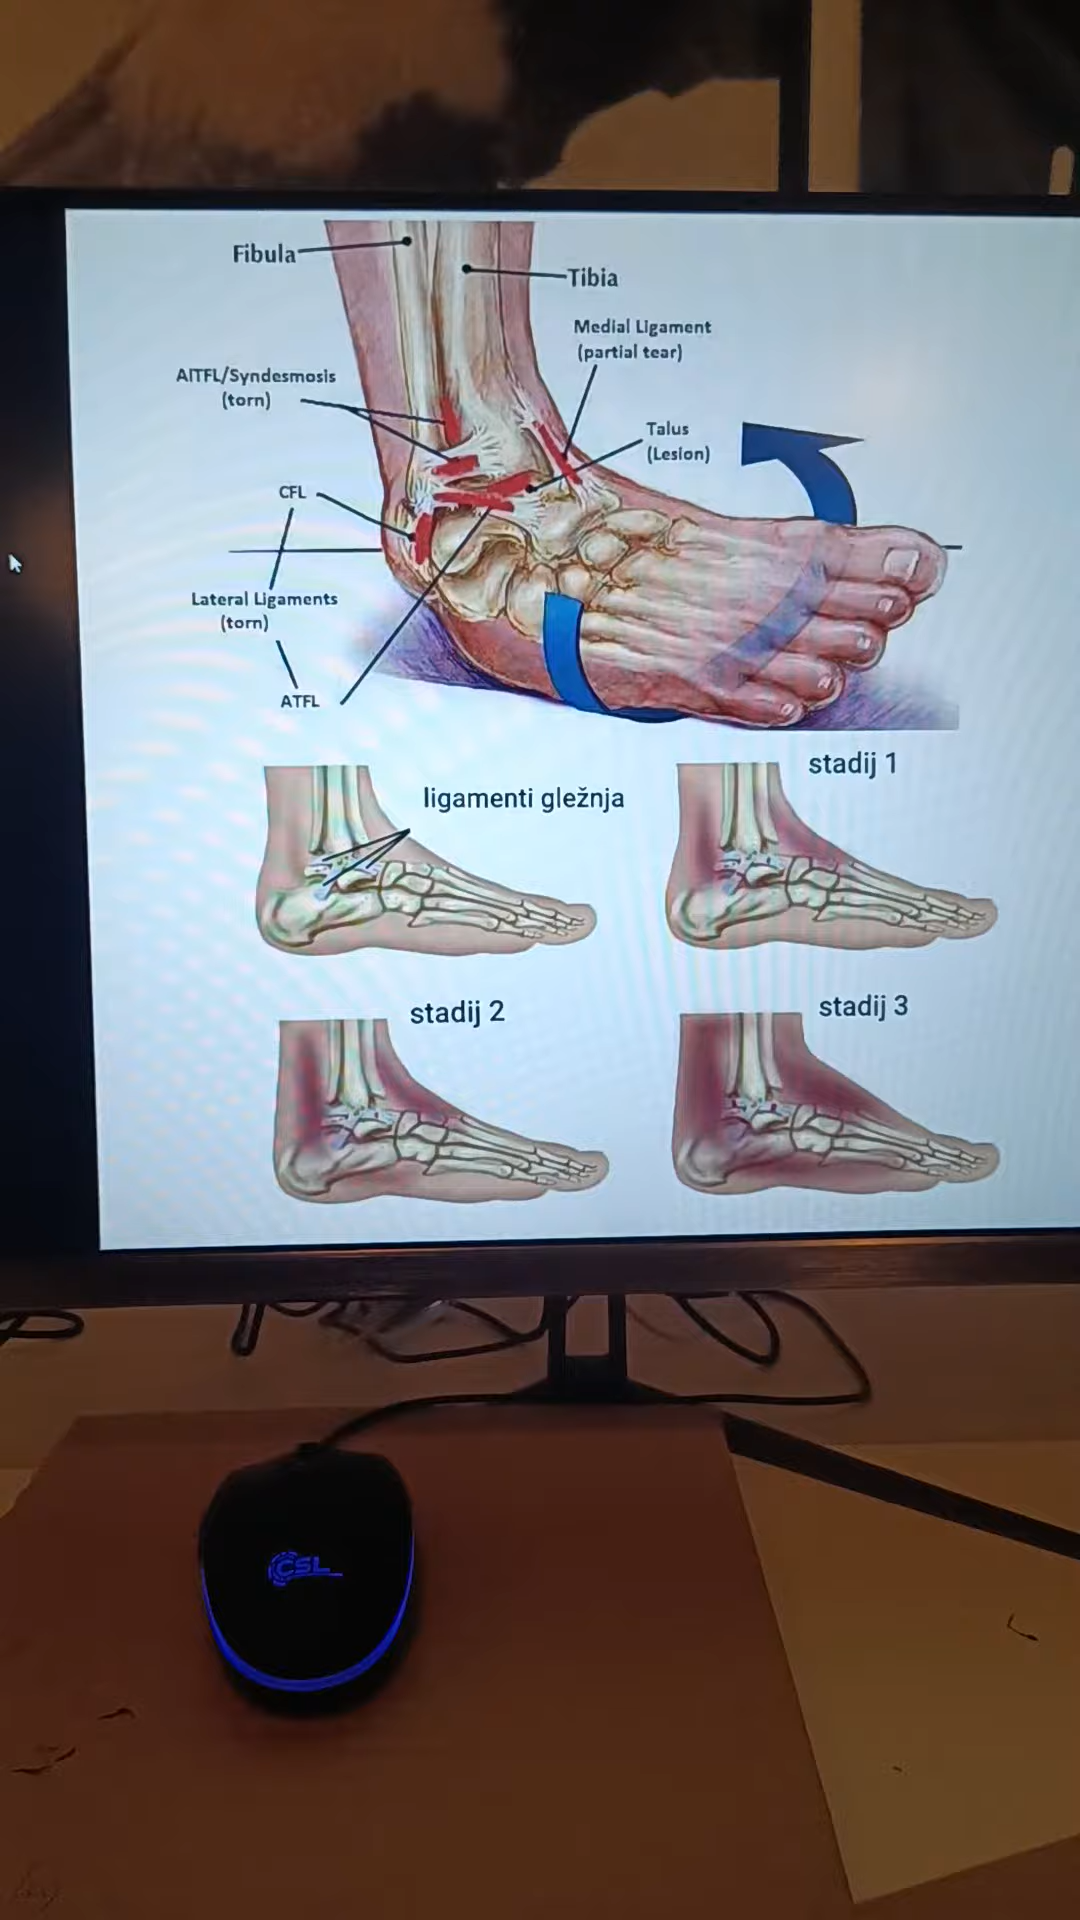 Fibula
Tibia
Medial Ligament
(partial tear)
AITFL/Syndesmosis
(torn)
Talus
(Lesion)
CFL
Lateral Ligaments
(torn)
ATFL
stadij 1
ligamenti gležnja
stadij 2
stadij 3
CSL